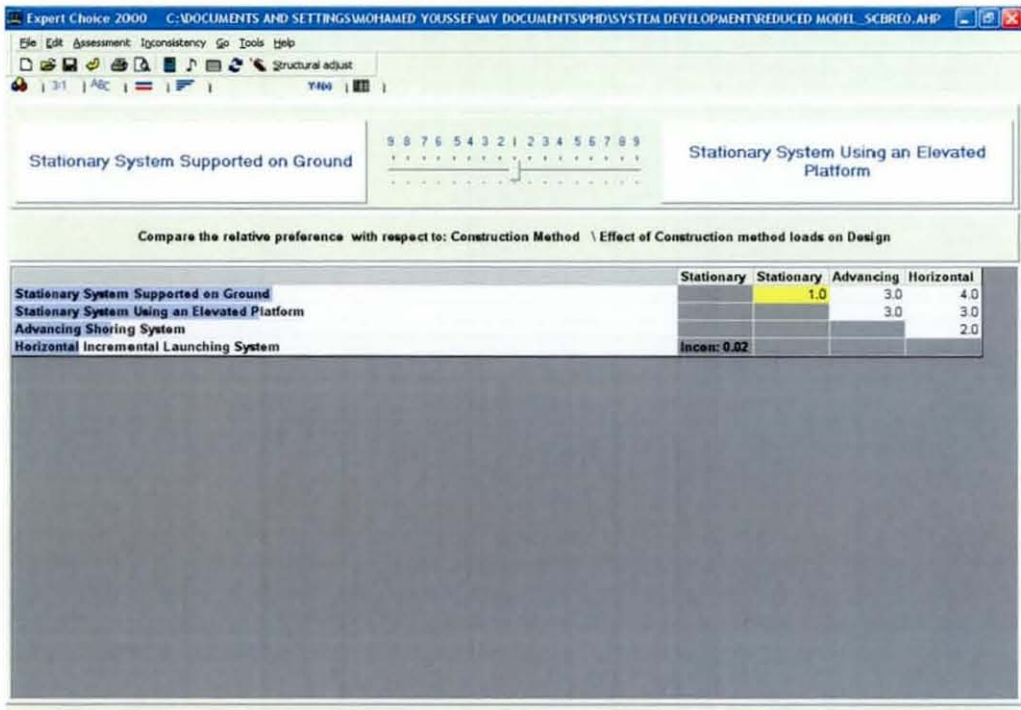 Expert Choice 2000 C:\DOCUMENTS AND SETTINGS\MOHAMED YOUSSEF\MY DOCUMENTS\PHD\SYSTEM DEVELOPMENT\REDUCED MODEL_SCBREO.AHP
File Edit Assessment Inconsistency Go Tools Help
Structural adjust
3:1 ABC Y=f(x)
9 8 7 6 5 4 3 2 1 2 3 4 5 6 7 8 9
Stationary System Supported on Ground
Stationary System Using an Elevated
Platform
Compare the relative preference with respect to: Construction Method \ Effect of Construction method loads on Design
Stationary Stationary Advancing Horizontal
Stationary System Supported on Ground 1.0 3.0 4.0
Stationary System Using an Elevated Platform 3.0 3.0
Advancing Shoring System 2.0
Horizontal Incremental Launching System Incon: 0.02